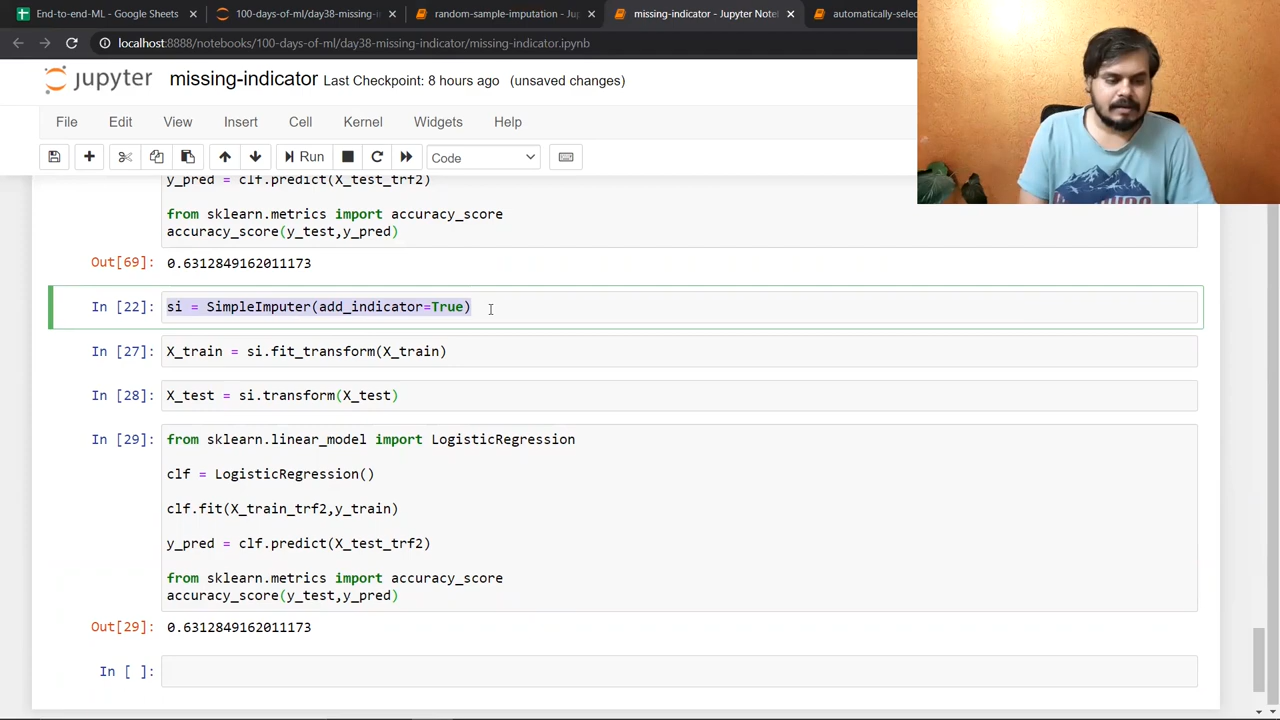 End-to-end-ML - Google Sheets
100-days-of-ml/day38-missing-i
random-sample-imputation - Jup
missing-indicator - Jupyter Note
automatically-selec
localhost:8888/notebooks/100-days-of-ml/day38-missing-indicator/missing-indicator.ipynb
jupyter missing-indicator Last Checkpoint: 8 hours ago (unsaved changes)
File Edit View Insert Cell Kernel Widgets Help
Run Code
y_pred = clf.predict(X_test_trf2)
from sklearn.metrics import accuracy_score
accuracy_score(y_test,y_pred)
Out[69]: 0.6312849162011173
In [22]: si = SimpleImputer(add_indicator=True)
In [27]: X_train = si.fit_transform(X_train)
In [28]: X_test = si.transform(X_test)
In [29]: from sklearn.linear_model import LogisticRegression
clf = LogisticRegression()
clf.fit(X_train_trf2,y_train)
y_pred = clf.predict(X_test_trf2)
from sklearn.metrics import accuracy_score
accuracy_score(y_test,y_pred)
Out[29]: 0.6312849162011173
In [ ]: